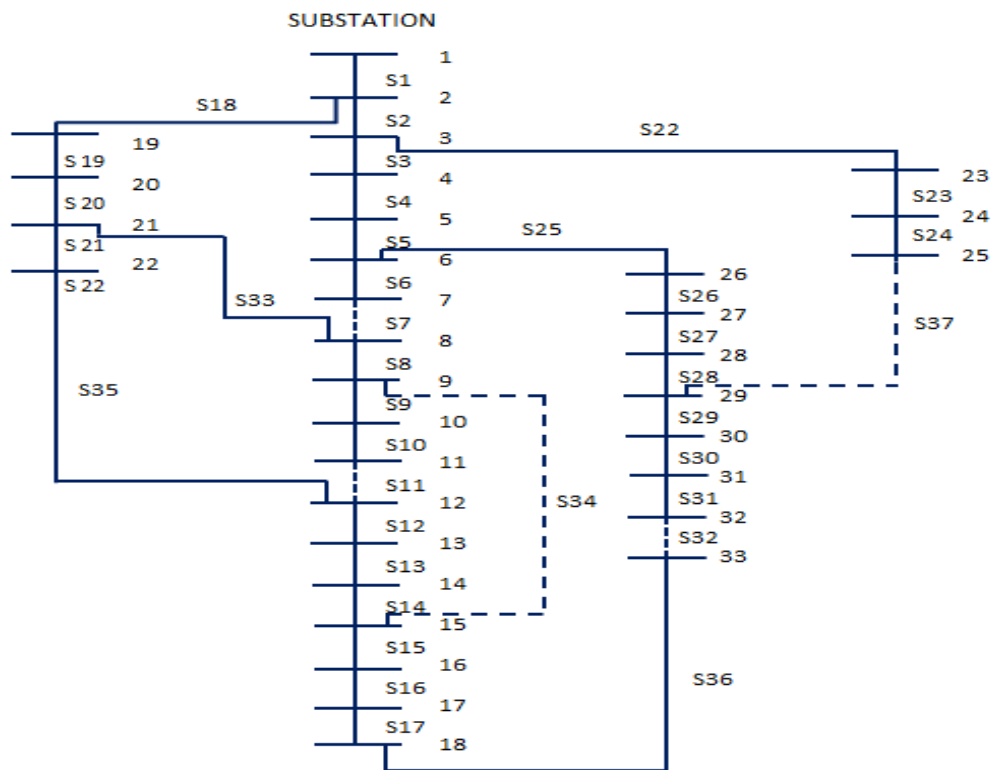 SUBSTATION
1
S1
S18
2
S2
S22
19
3
S 19
S3
23
20
4
S23
S 20
S4
24
21
5
S25
S24
S 21
S5
25
22
6
26
S 22
S6
S26
S33
7
27
S7
S27
S37
8
28
S8
S28
S35
9
29
S9
S29
10
30
S10
S30
11
31
S11
S31
S34
12
32
S12
S32
13
33
S13
14
S14
15
S15
16
S36
S16
17
S17
18